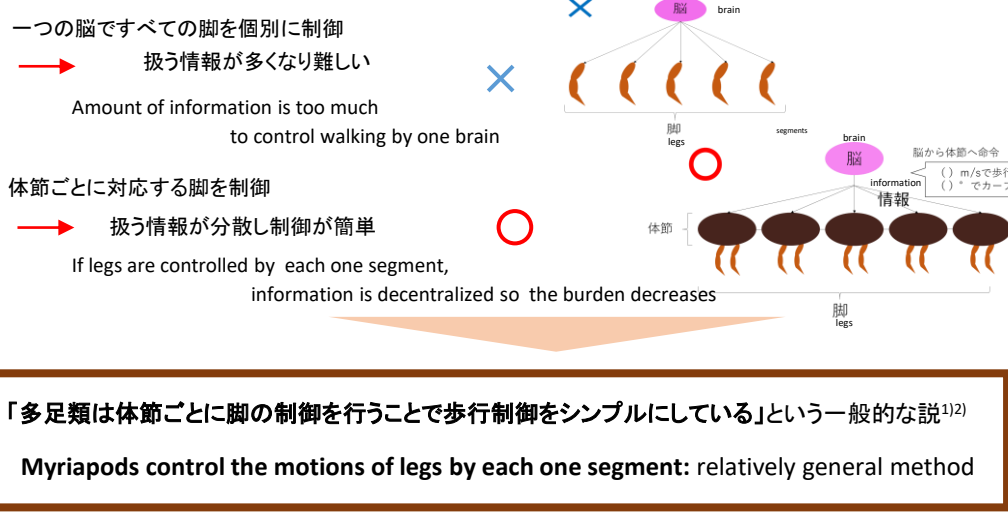 一つの脳ですべての脚を個別に制御
扱う情報が多くなり難しい
Amount of information is too much
to control walking by one brain
脳
brain
脚
legs
体節ごとに対応する脚を制御
扱う情報が分散し制御が簡単
If legs are controlled by each one segment,
information is decentralized so the burden decreases
segments
brain
脳
脳から体節へ命令
( ) m/sで歩行
( ) ° でカーブ
information
情報
体節
脚
legs
「多足類は体節ごとに脚の制御を行うことで歩行制御をシンプルにしている」という一般的な説1)2)
Myriapods control the motions of legs by each one segment: relatively general method